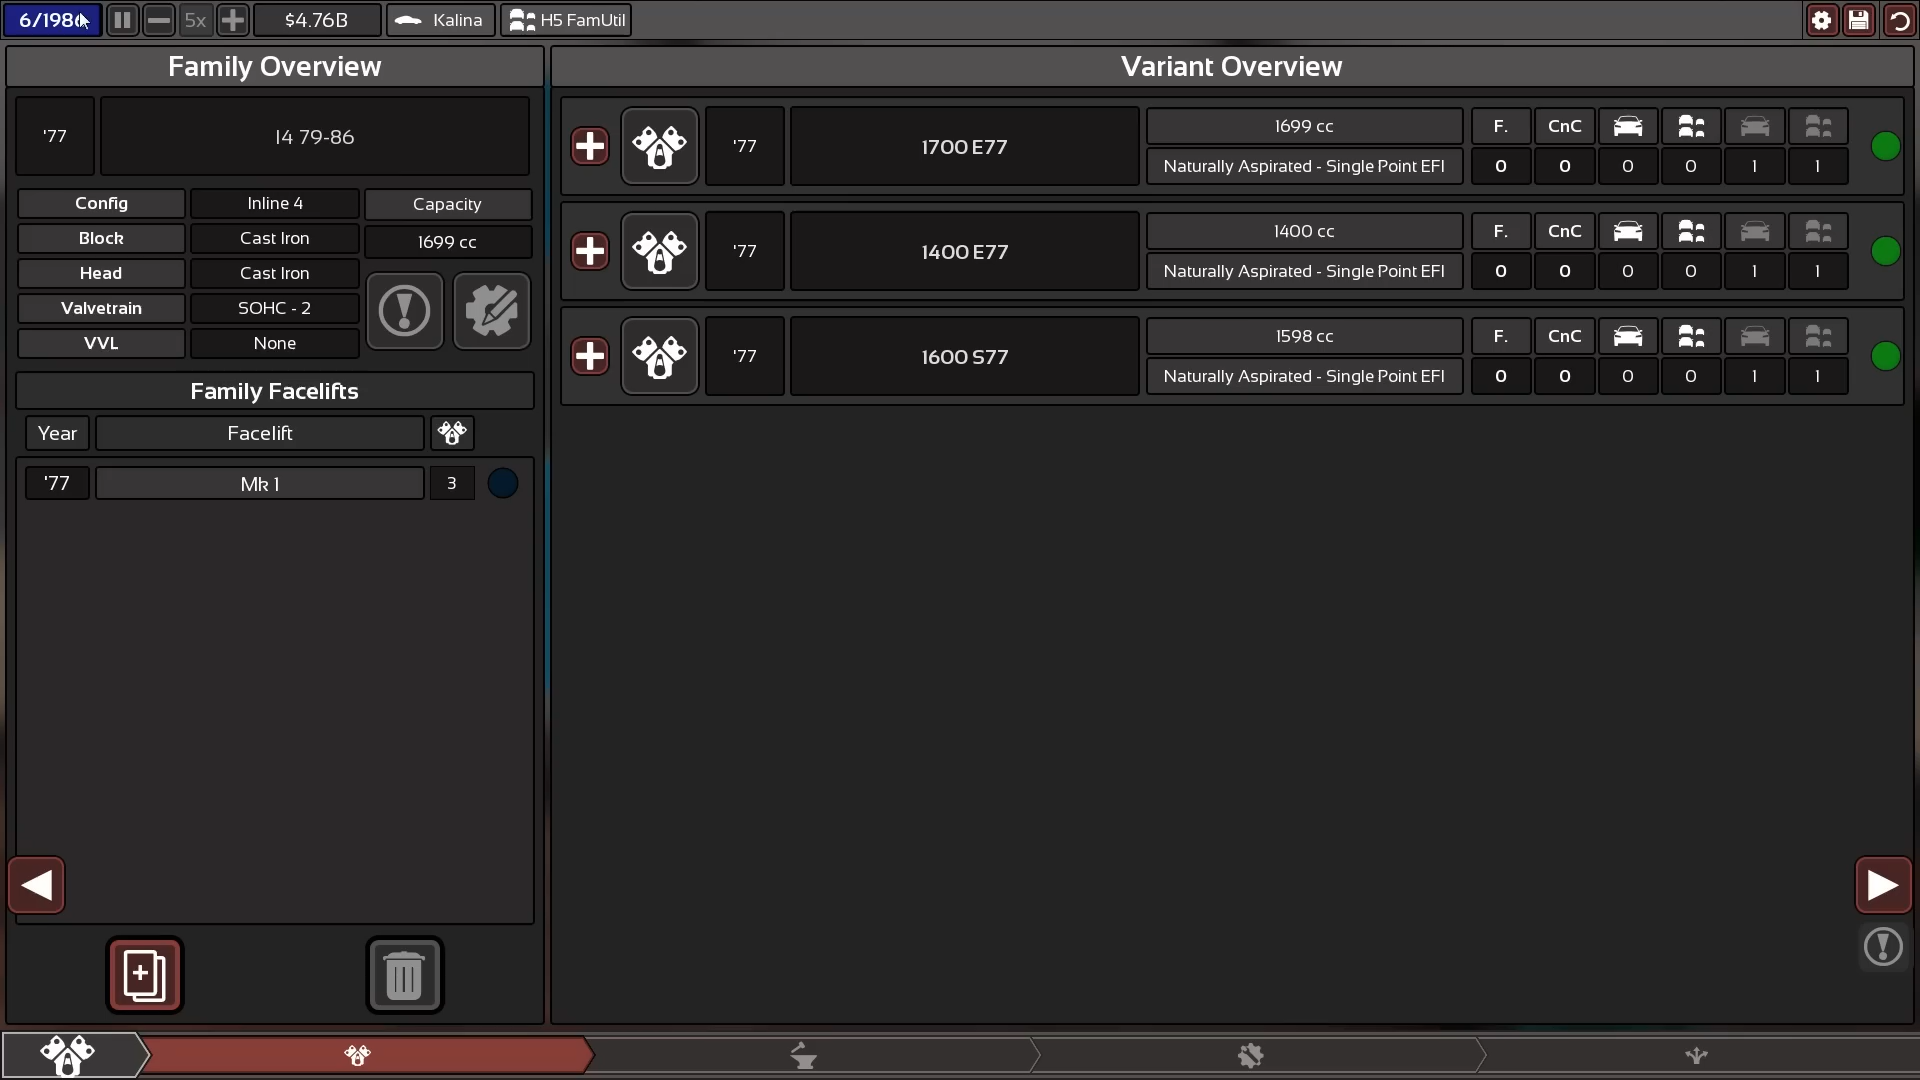 6/198
5x
$4.76B
Kalina
H5 FamUtil
Family Overview
'77
I4 79-86
Config
Inline 4
Capacity
Block
Cast Iron
1699 cc
Head
Cast Iron
Valvetrain
SOHC - 2
VVL
None
Family Facelifts
Year
Facelift
'77
Mk 1
3
Variant Overview
'77
1700 E77
1699 cc
F.
CnC
Naturally Aspirated - Single Point EFI
0
0
0
0
1
1
'77
1400 E77
1400 cc
F.
CnC
Naturally Aspirated - Single Point EFI
0
0
0
0
1
1
'77
1600 S77
1598 cc
F.
CnC
Naturally Aspirated - Single Point EFI
0
0
0
0
1
1